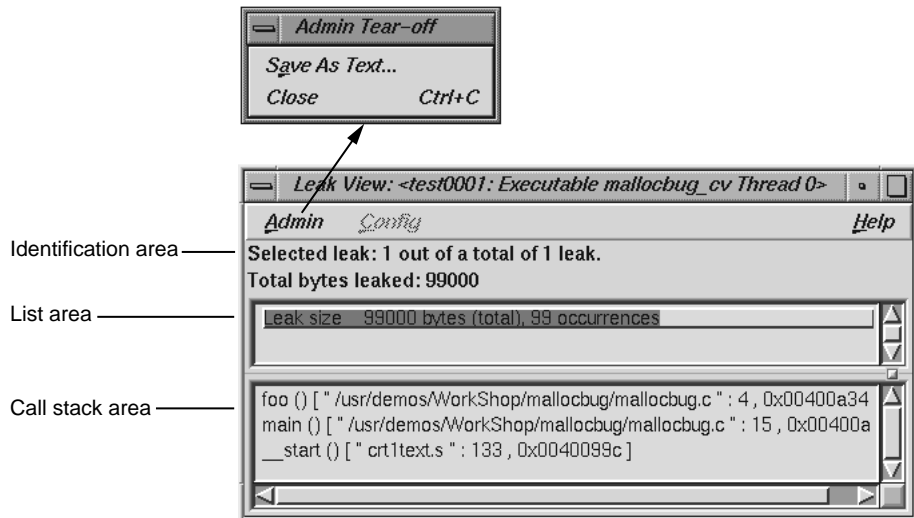 Admin Tear-off
Save As Text...
Close Ctrl+C
Leak View: <test0001: Executable mallocbug_cv Thread 0>
Admin Config Help
Identification area
Selected leak: 1 out of a total of 1 leak.
Total bytes leaked: 99000
List area
Leak size 99000 bytes (total), 99 occurrences
Call stack area
foo () [ " /usr/demos/WorkShop/mallocbug/mallocbug.c " : 4 , 0x00400a34
main () [ " /usr/demos/WorkShop/mallocbug/mallocbug.c " : 15 , 0x00400a
__start () [ " crt1text.s " : 133 , 0x0040099c ]